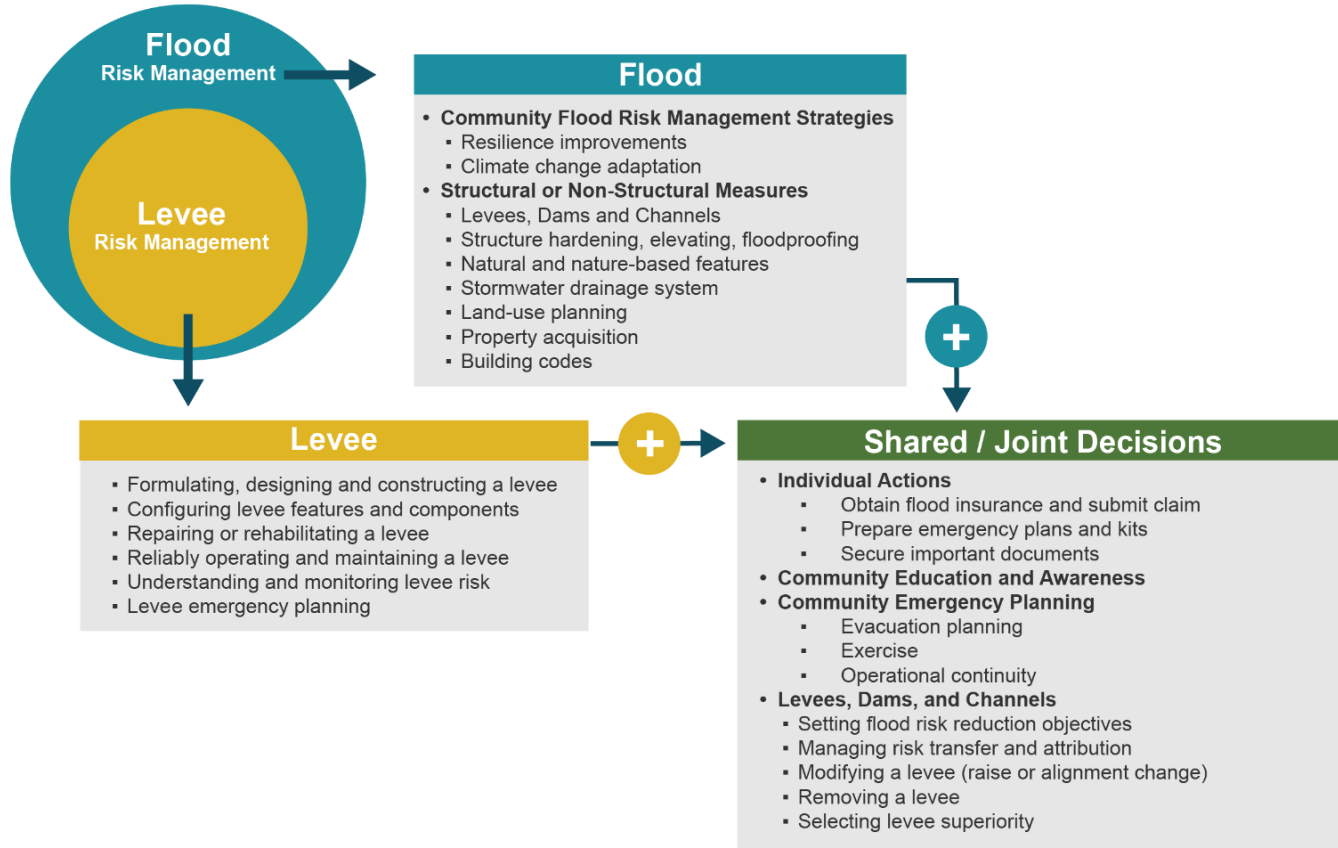 Flood
Risk Management
Levee
Risk Management
Flood
• Community Flood Risk Management Strategies
▪ Resilience improvements
▪ Climate change adaptation
• Structural or Non-Structural Measures
▪ Levees, Dams and Channels
▪ Structure hardening, elevating, floodproofing
▪ Natural and nature-based features
▪ Stormwater drainage system
▪ Land-use planning
▪ Property acquisition
▪ Building codes
+
Levee
▪ Formulating, designing and constructing a levee
▪ Configuring levee features and components
▪ Repairing or rehabilitating a levee
▪ Reliably operating and maintaining a levee
▪ Understanding and monitoring levee risk
▪ Levee emergency planning
+
Shared / Joint Decisions
• Individual Actions
▪ Obtain flood insurance and submit claim
▪ Prepare emergency plans and kits
▪ Secure important documents
• Community Education and Awareness
• Community Emergency Planning
▪ Evacuation planning
▪ Exercise
▪ Operational continuity
• Levees, Dams, and Channels
▪ Setting flood risk reduction objectives
▪ Managing risk transfer and attribution
▪ Modifying a levee (raise or alignment change)
▪ Removing a levee
▪ Selecting levee superiority